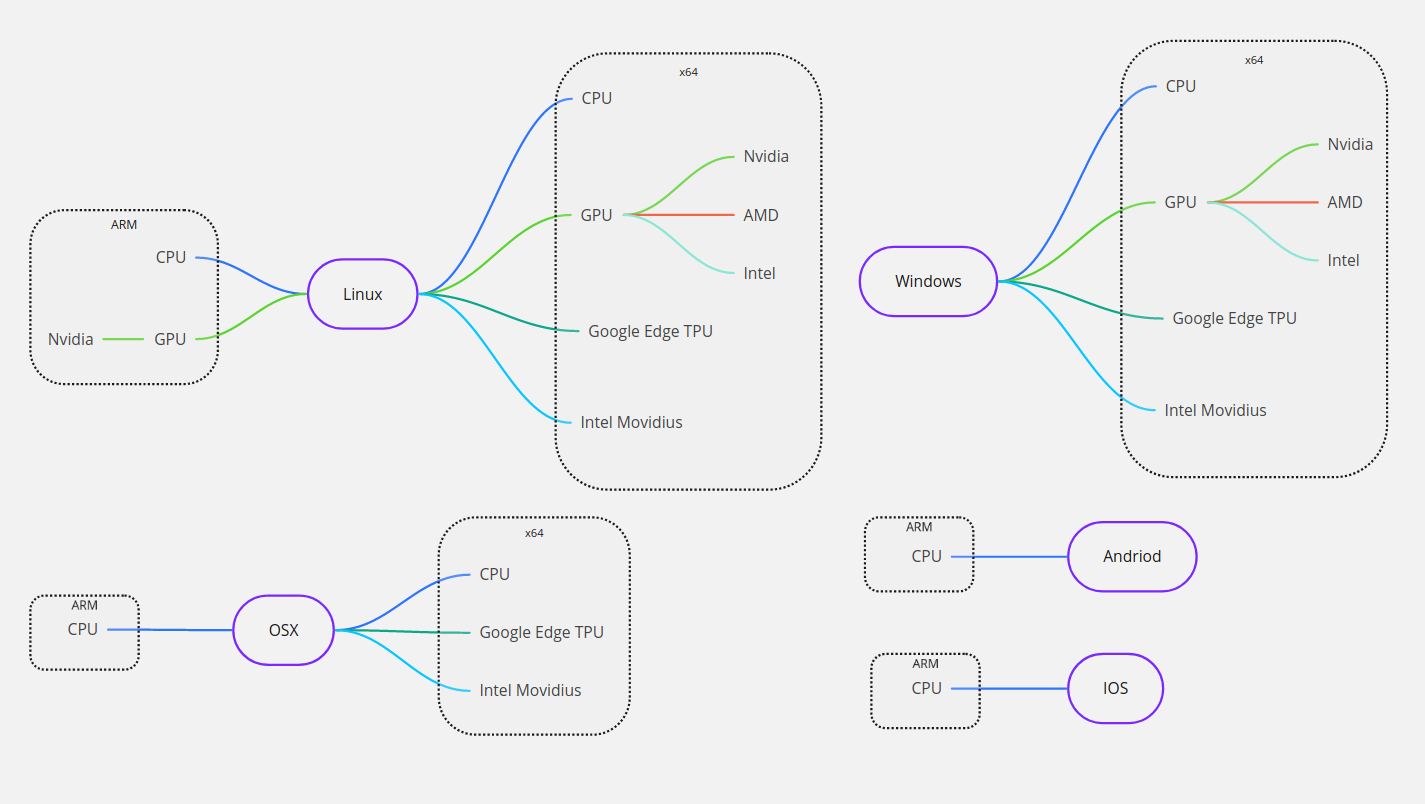 ARM
CPU
Nvidia
GPU
Linux
x64
CPU
GPU
Nvidia
AMD
Intel
Google Edge TPU
Intel Movidius
Windows
x64
CPU
GPU
Nvidia
AMD
Intel
Google Edge TPU
Intel Movidius
ARM
CPU
OSX
x64
CPU
Google Edge TPU
Intel Movidius
ARM
CPU
Andriod
ARM
CPU
IOS